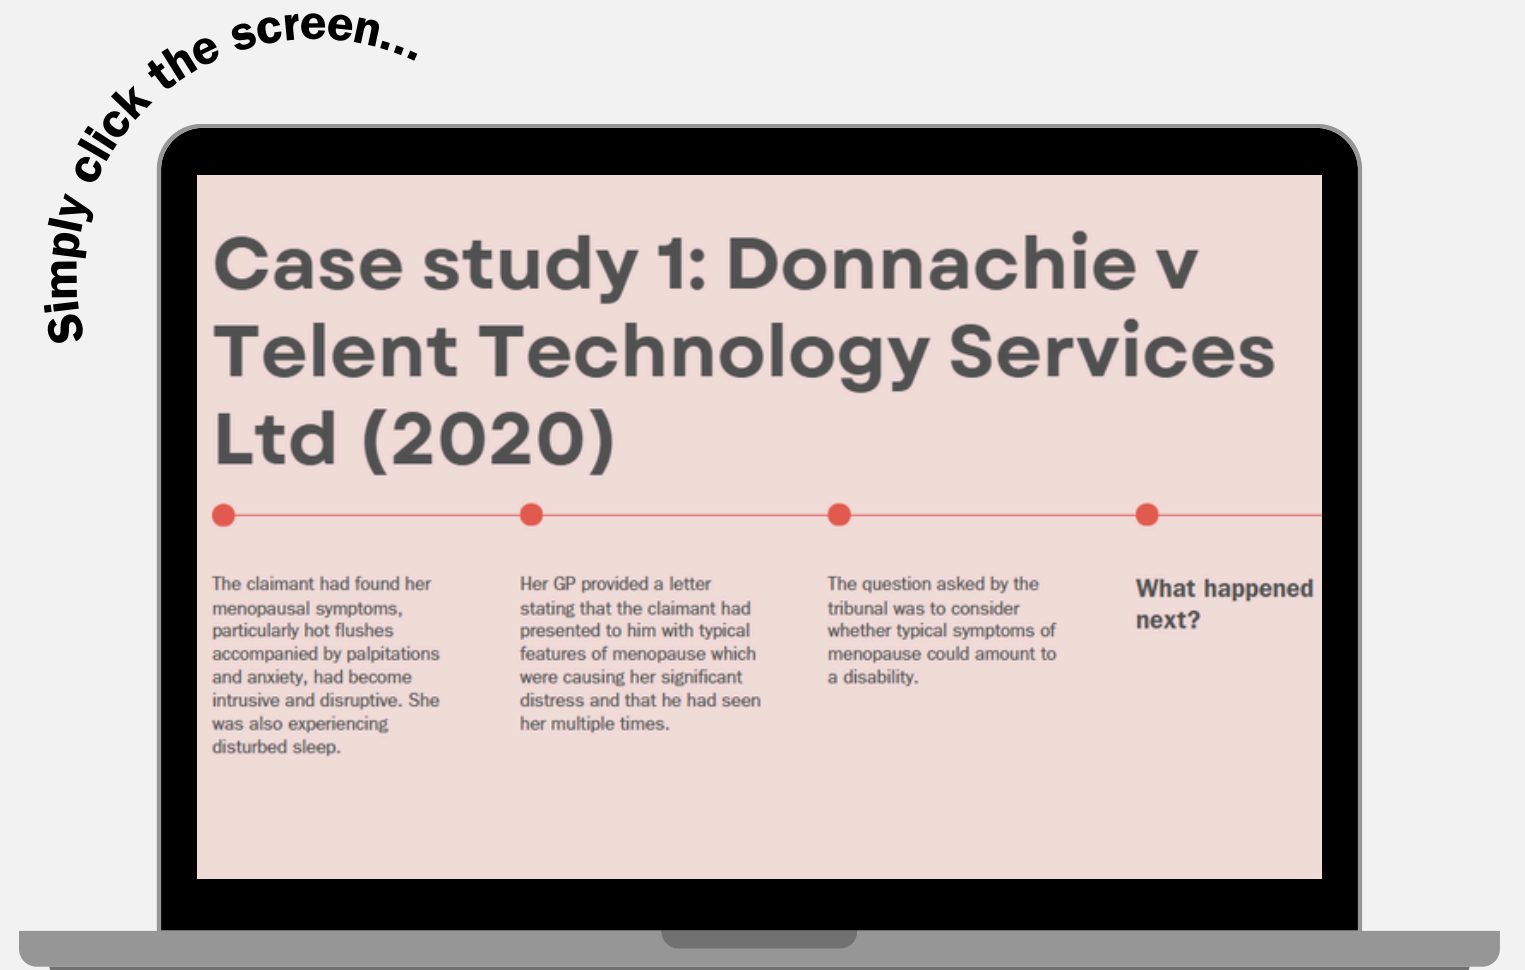 Simply click the screen...
Case study 1: Donnachie v
Telent Technology Services
Ltd (2020)
The claimant had found her
menopausal symptoms,
particularly hot flushes
accompanied by palpitations
and anxiety, had become
intrusive and disruptive. She
was also experiencing
disturbed sleep.
Her GP provided a letter
stating that the claimant had
presented to him with typical
features of menopause which
were causing her significant
distress and that he had seen
her multiple times.
The question asked by the
tribunal was to consider
whether typical symptoms of
menopause could amount to
a disability.
What happened
next?